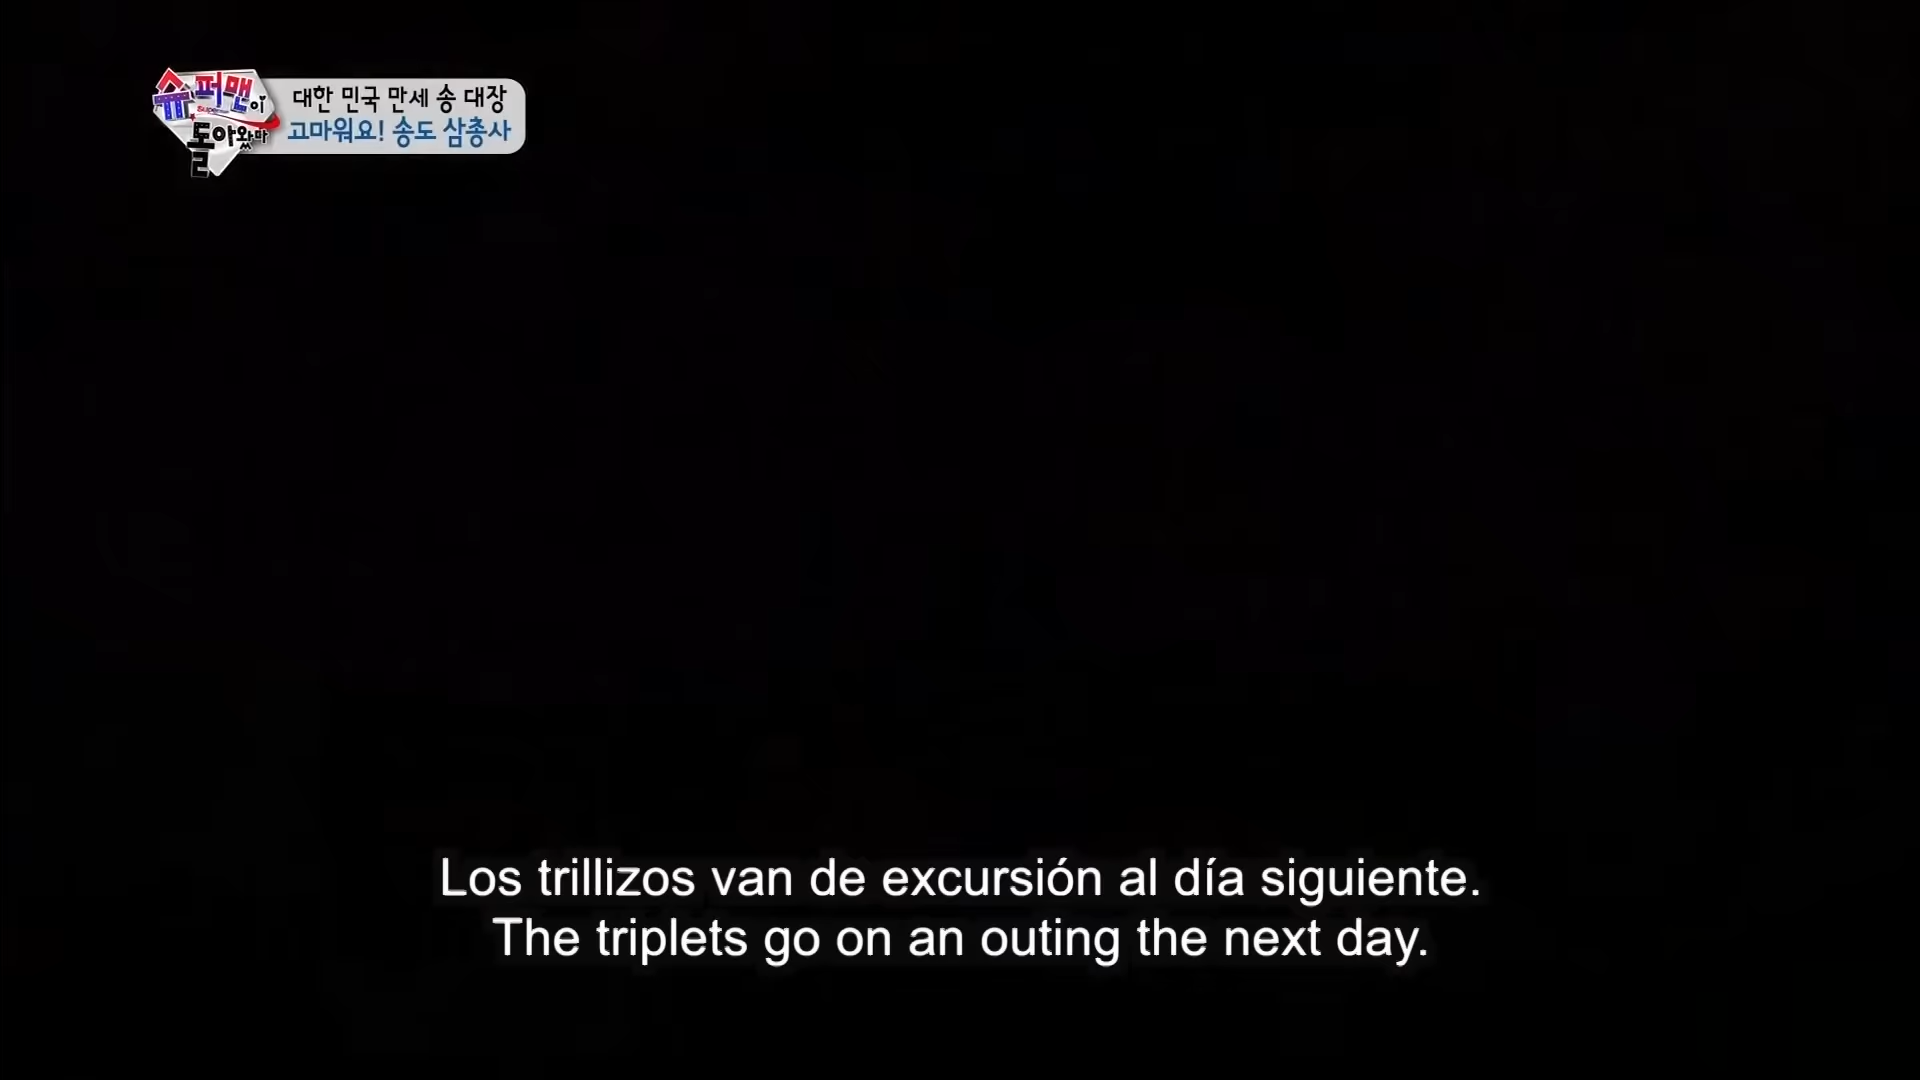 슈퍼맨이
돌아왔다
대한 민국 만세 송 대장
고마워요! 송도 삼총사
Los trillizos van de excursión al día siguiente.
The triplets go on an outing the next day.